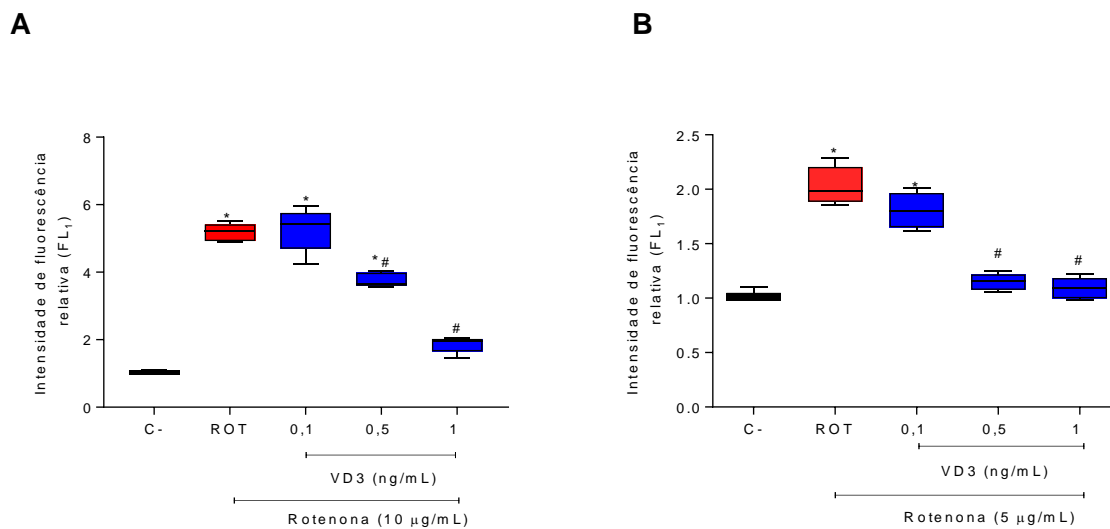 A
Intensidade de fluorescência
relativa (FL1)
8
6
4
2
0
*
*
* #
#
C-
ROT
0,1
0,5
1
VD3 (ng/mL)
Rotenona (10 µg/mL)
B
Intensidade de fluorescência
relativa (FL1)
2.5
2.0
1.5
1.0
0.5
0.0
*
*
#
#
C-
ROT
0,1
0,5
1
VD3 (ng/mL)
Rotenona (5 µg/mL)